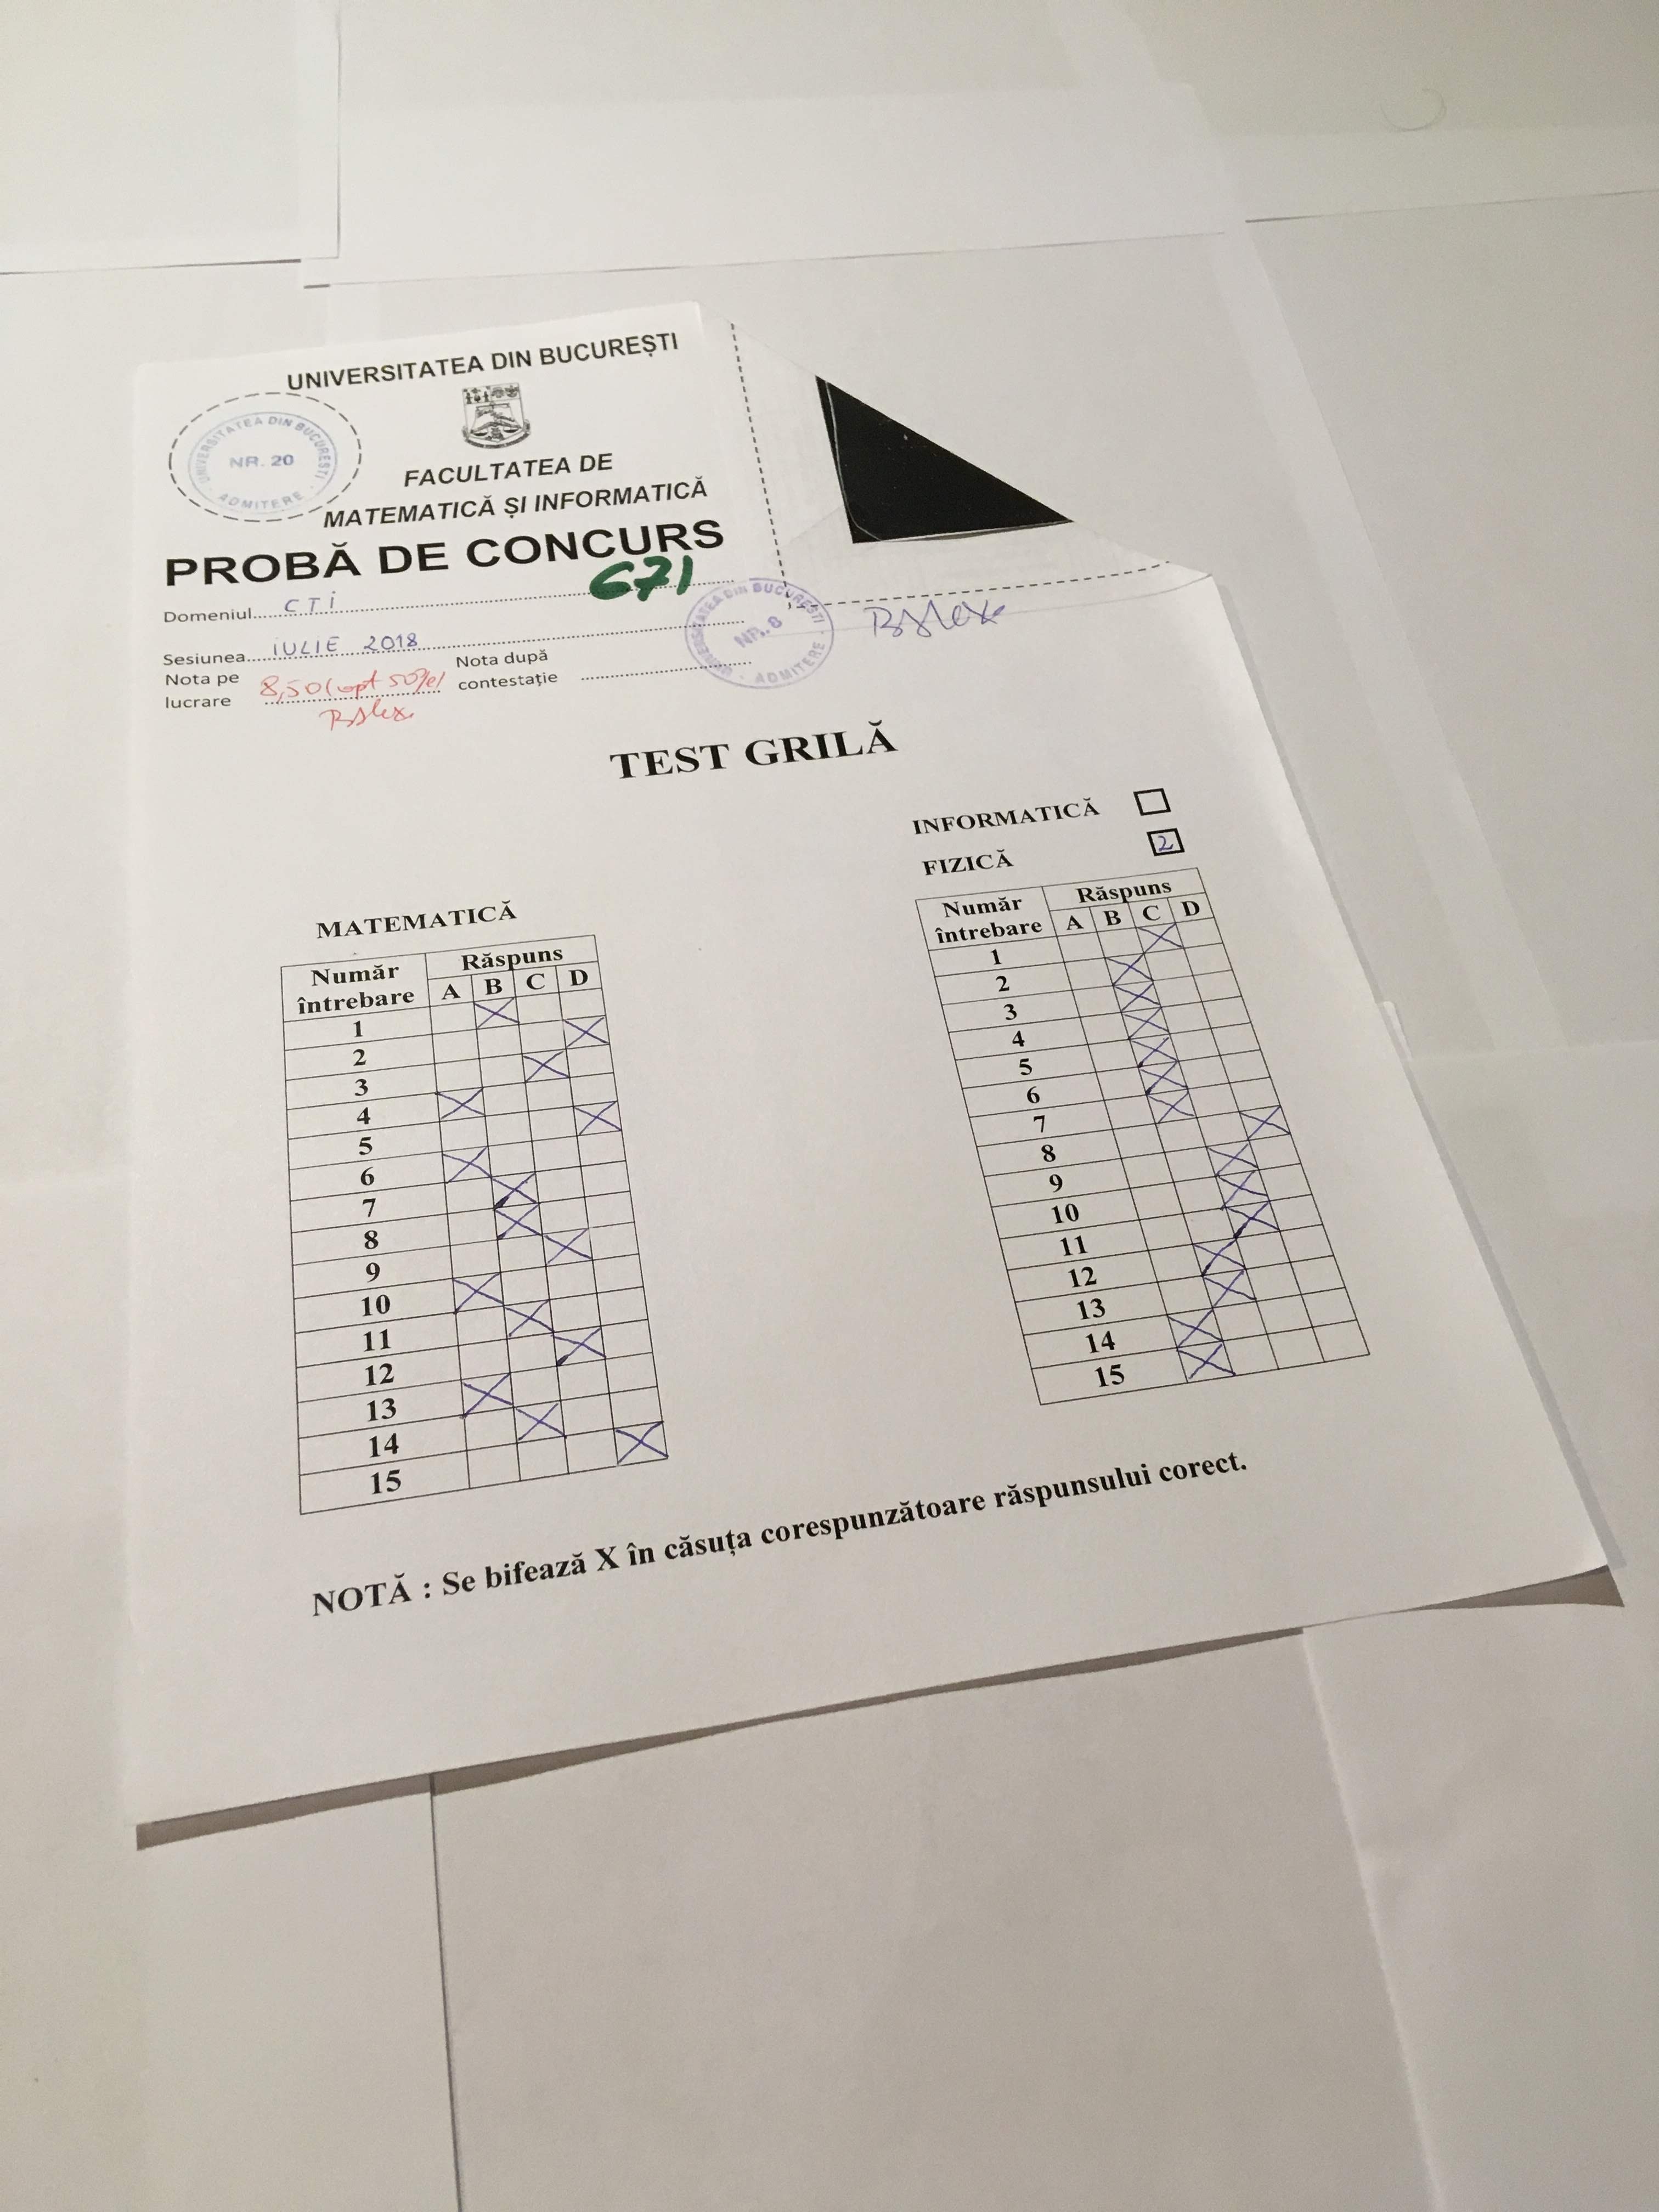 UNIVERSITATEA DIN BUCUREȘTI
UNIVERSITATEA DIN BUCUREȘTI
NR. 20
ADMITERE
FACULTATEA DE
MATEMATICĂ ȘI INFORMATICĂ
PROBĂ DE CONCURS
671
Domeniul CTI
Sesiunea IULIE 2018
Nota pe lucrare 8,50 (opt 50%)
Nota după contestație
UNIVERSITATEA DIN BUCUREȘTI
NR. 8
ADMITERE
TEST GRILĂ
INFORMATICĂ
FIZICĂ 2
MATEMATICĂ
Număr întrebare Răspuns
A B C D
1 X
2 X
3 X
4 X
5 X
6 X
7 X
8 X
9 X
10 X
11 X
12 X
13 X
14 X
15 X
Număr întrebare Răspuns
A B C D
1 X
2 X
3 X
4 X
5 X
6 X
7 X
8 X
9 X
10 X
11 X
12 X
13 X
14 X
15 X
NOTĂ : Se bifează X în căsuța corespunzătoare răspunsului corect.